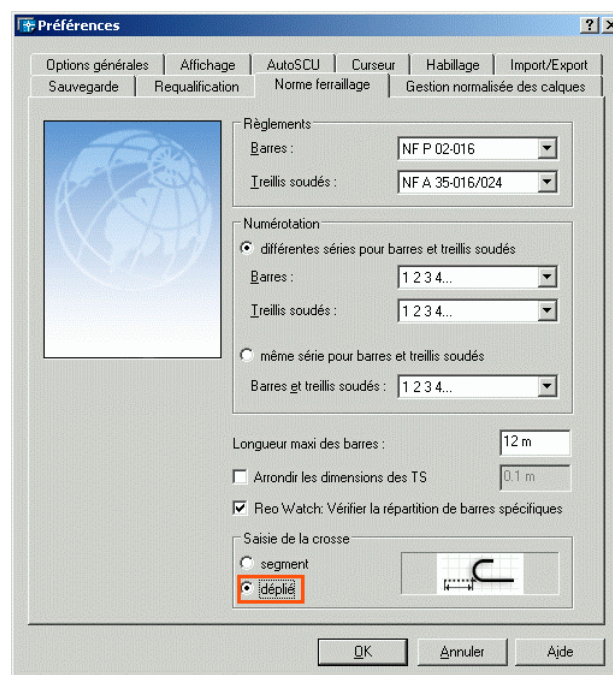 Préférences
Options générales Affichage AutoSCU Curseur Habillage Import/Export
Sauvegarde Requalification Norme ferraillage Gestion normalisée des calques
Règlements
Barres : NF P 02-016
Treillis soudés : NF A 35-016/024
Numérotation
différentes séries pour barres et treillis soudés
Barres : 1 2 3 4...
Treillis soudés : 1 2 3 4...
même série pour barres et treillis soudés
Barres et treillis soudés : 1 2 3 4...
Longueur maxi des barres : 12 m
Arrondir les dimensions des TS 0.1 m
Reo Watch: Vérifier la répartition de barres spécifiques
Saisie de la crosse
segment
déplié
OK Annuler Aide